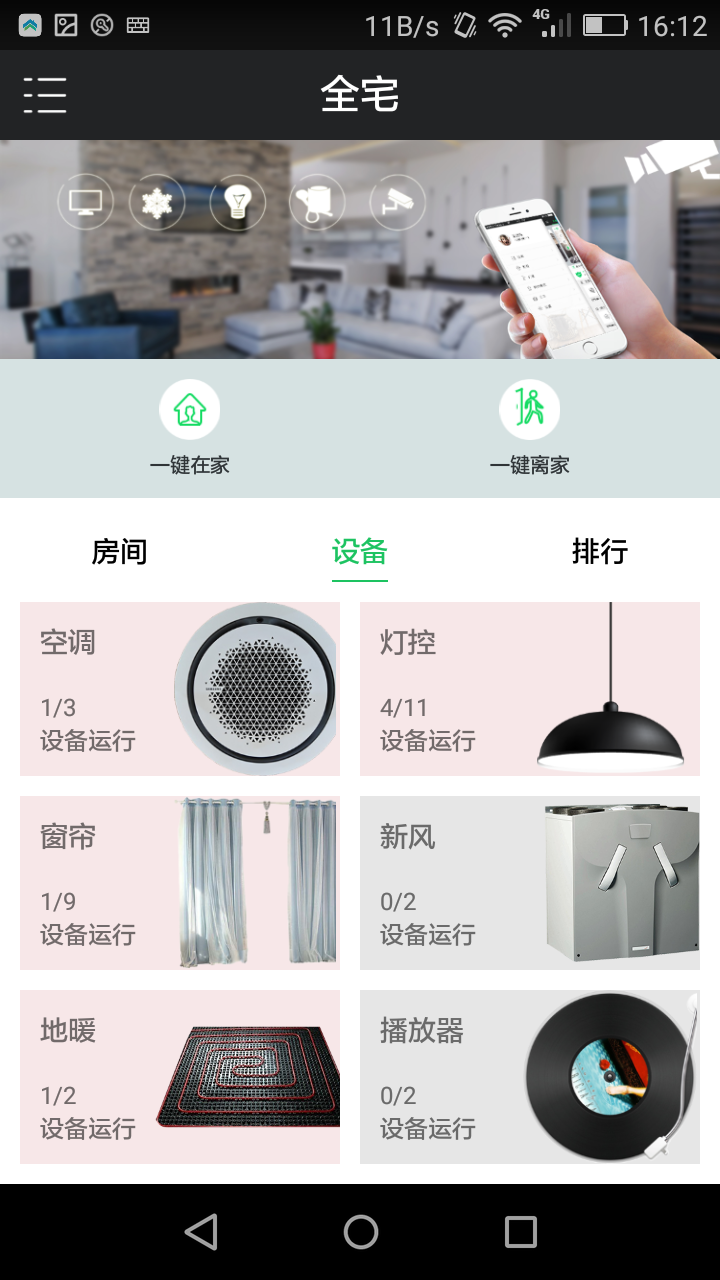 11B/s 4G 16:12
全宅
一键在家 一键离家
房间 设备 排行
空调
1/3
设备运行
灯控
4/11
设备运行
窗帘
1/9
设备运行
新风
0/2
设备运行
地暖
1/2
设备运行
播放器
0/2
设备运行